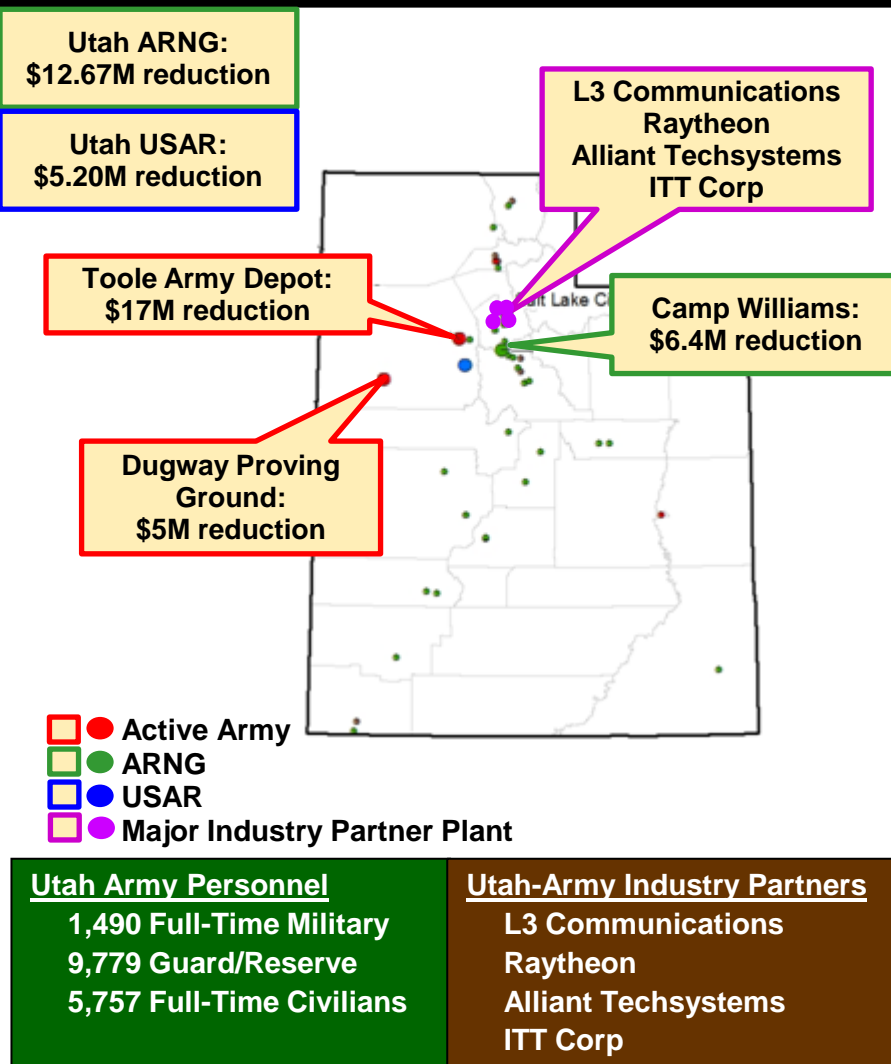 Utah ARNG:
$12.67M reduction
Utah USAR:
$5.20M reduction
L3 Communications
Raytheon
Alliant Techsystems
ITT Corp
Toole Army Depot:
$17M reduction
Lake
Camp Williams:
$6.4M reduction
Dugway Proving
Ground:
$5M reduction
Active Army
ARNG
USAR
Major Industry Partner Plant
Utah Army Personnel
1,490 Full-Time Military
9,779 Guard/Reserve
5,757 Full-Time Civilians
Utah-Army Industry Partners
L3 Communications
Raytheon
Alliant Techsystems
ITT Corp